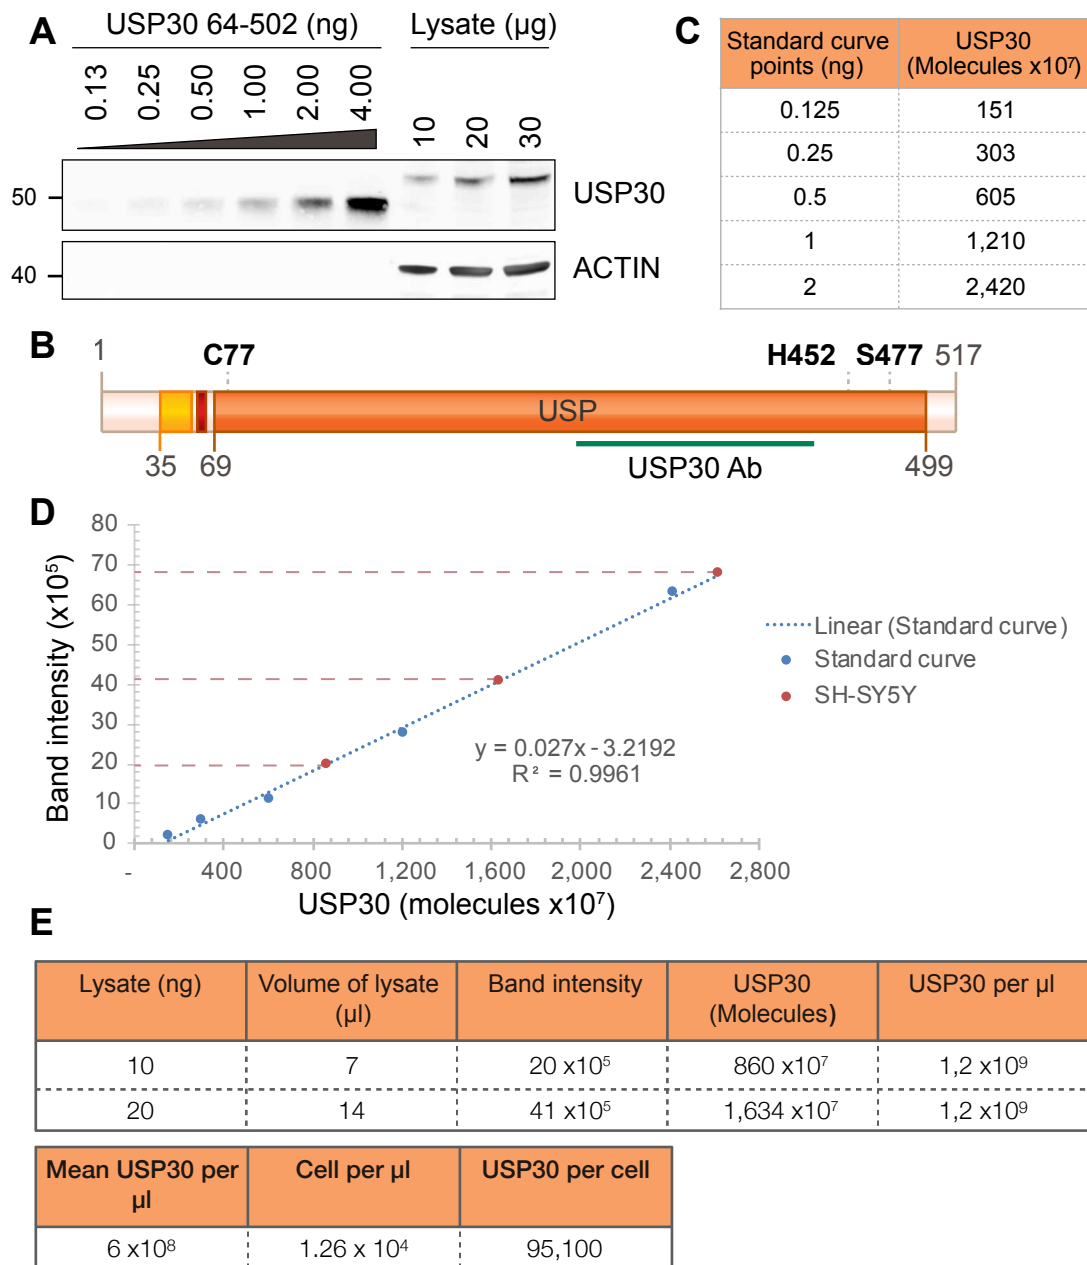 A
USP30 64-502 (ng)
Lysate (µg)
0.13
0.25
0.50
1.00
2.00
4.00
10
20
30
50
USP30
40
ACTIN
C
Standard curve points (ng)
USP30 (Molecules x10⁷)
0.125
151
0.25
303
0.5
605
1
1,210
2
2,420
B
1
C77
H452
S477
517
USP
35
69
USP30 Ab
499
D
Band intensity (x10⁵)
80
70
60
50
40
30
20
10
0
-
400
800
1,200
1,600
2,000
2,400
2,800
USP30 (molecules x10⁷)
y = 0.027x - 3.2192
R² = 0.9961
Linear (Standard curve)
Standard curve
SH-SY5Y
E
Lysate (ng)
Volume of lysate (µl)
Band intensity
USP30 (Molecules)
USP30 per µl
10
7
20 x10⁵
860 x10⁷
1,2 x10⁹
20
14
41 x10⁵
1,634 x10⁷
1,2 x10⁹
Mean USP30 per µl
Cell per µl
USP30 per cell
6 x10⁸
1.26 x 10⁴
95,100